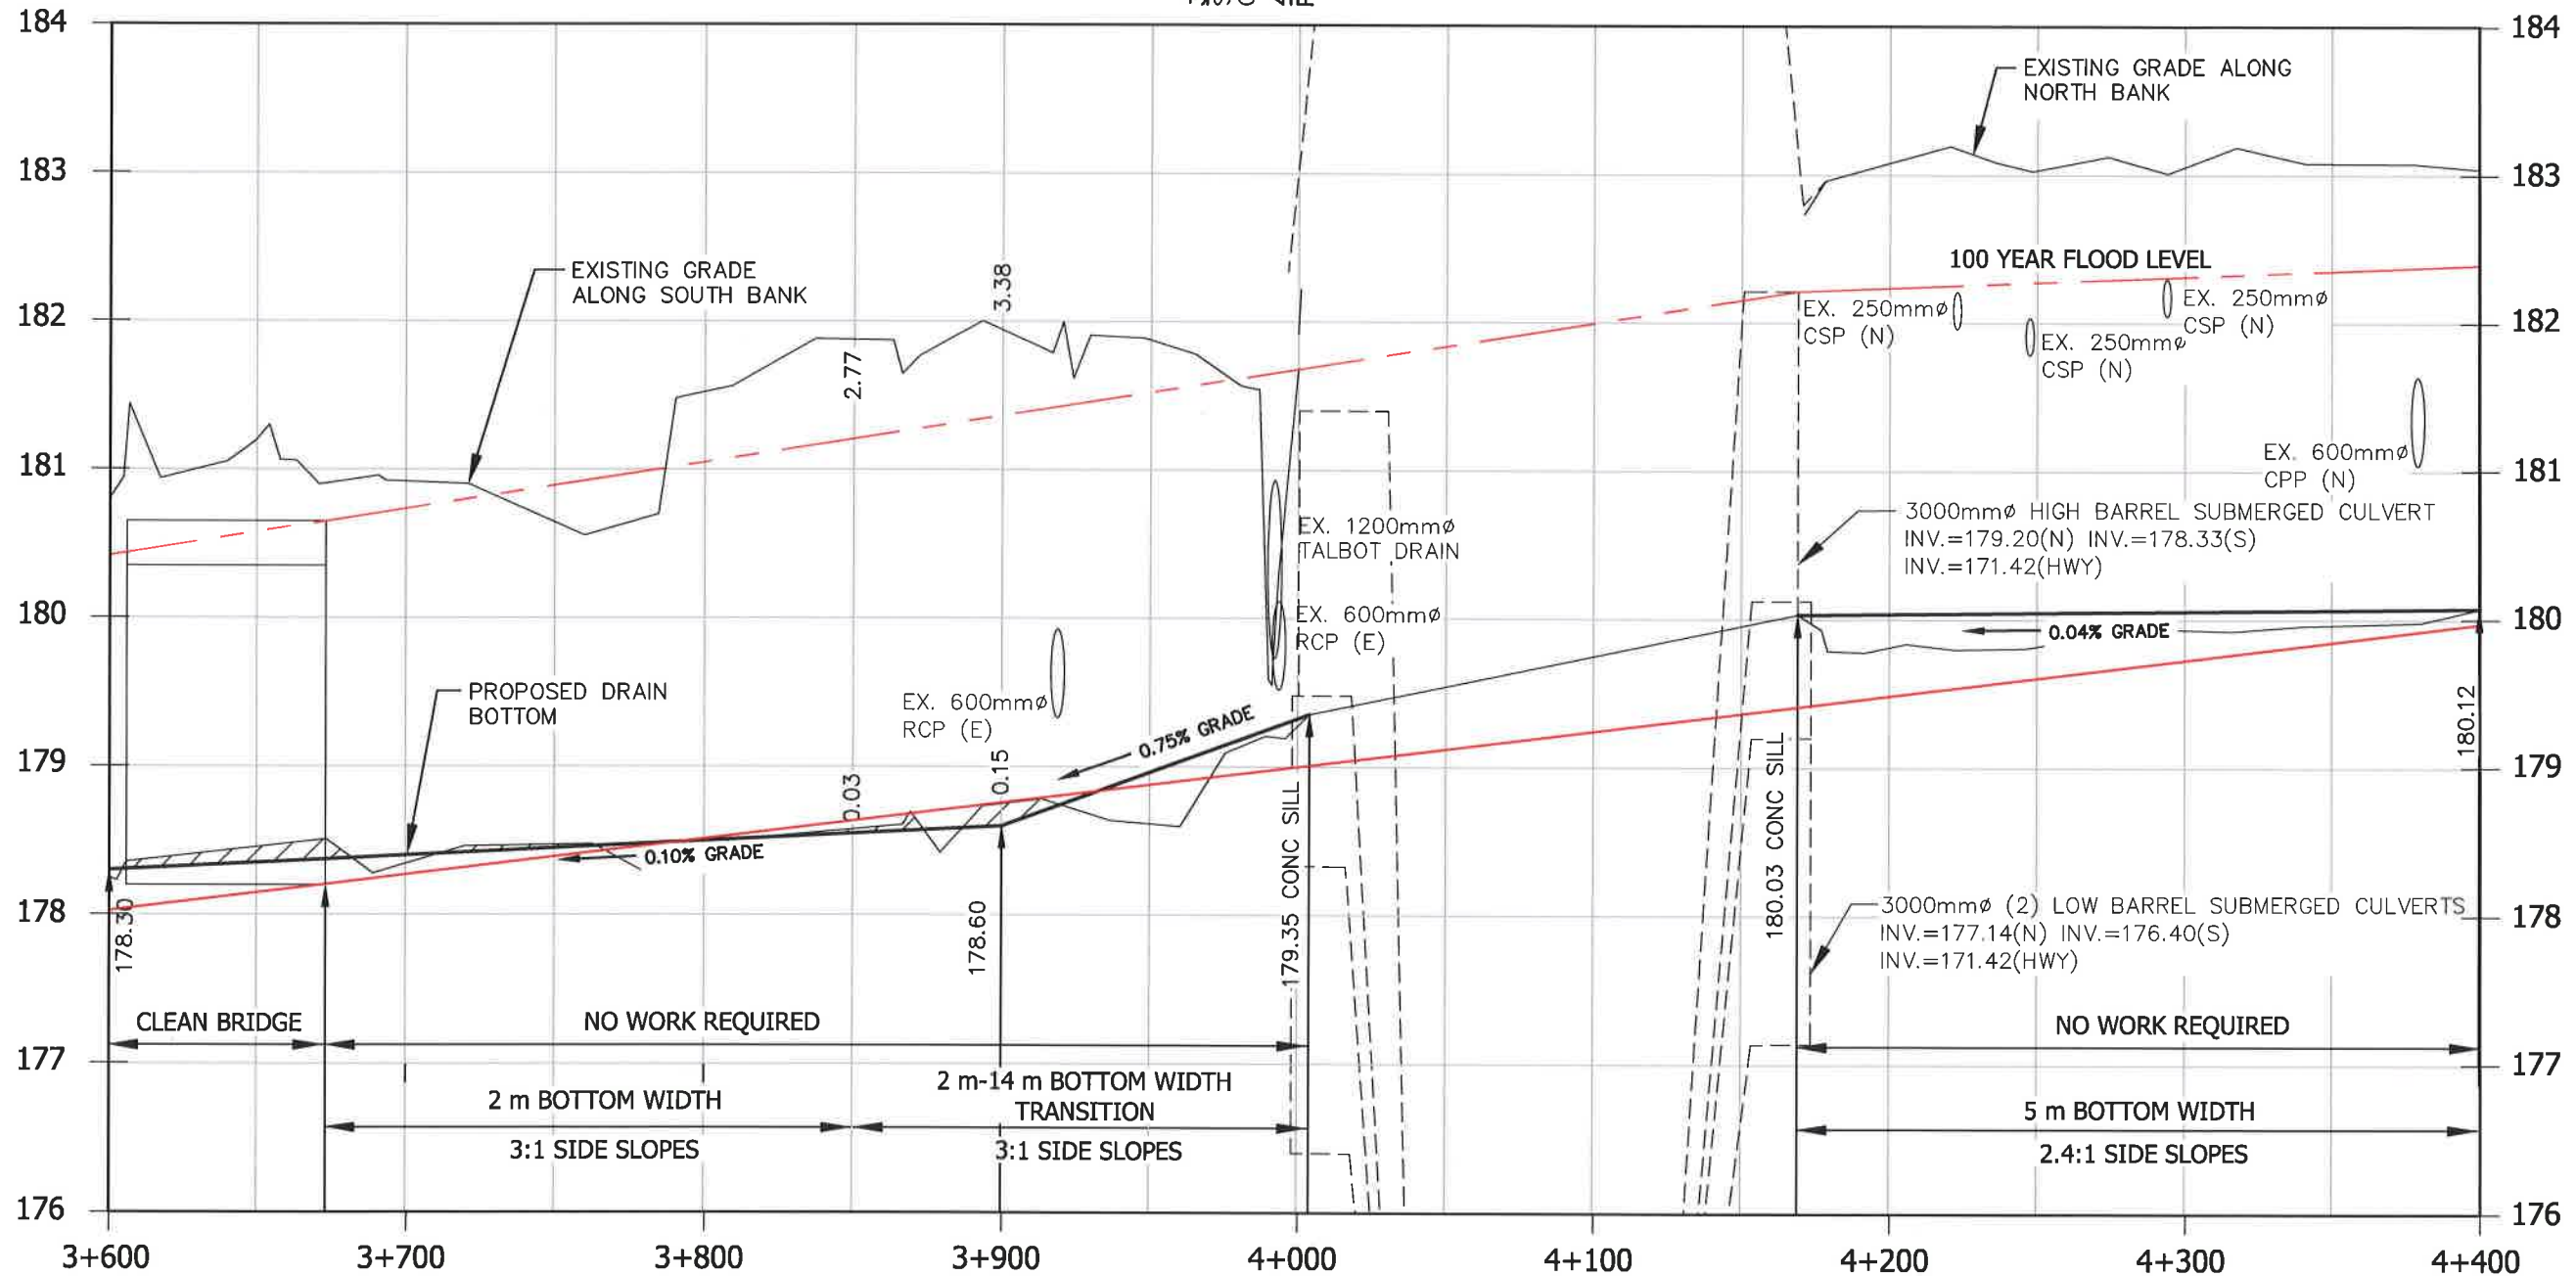 184
184
183
183
182
182
181
181
180
180
179
179
178
178
177
177
176
176
EXISTING GRADE ALONG
NORTH BANK
EXISTING GRADE
ALONG SOUTH BANK
3.38
2.77
100 YEAR FLOOD LEVEL
EX. 250mmø
CSP (N)
EX. 250mmø
CSP (N)
EX. 250mmø
CSP (N)
EX. 600mmø
CPP (N)
3000mmø HIGH BARREL SUBMERGED CULVERT
INV.=179.20(N) INV.=178.33(S)
INV.=171.42(HWY)
EX. 1200mmø
TALBOT DRAIN
EX. 600mmø
RCP (E)
EX. 600mmø
RCP (E)
PROPOSED DRAIN
BOTTOM
0.75% GRADE
0.04% GRADE
0.10% GRADE
0.03
0.15
178.30
178.60
179.35 CONC SILL
180.03 CONC SILL
180.12
3000mmø (2) LOW BARREL SUBMERGED CULVERTS
INV.=177.14(N) INV.=176.40(S)
INV.=171.42(HWY)
CLEAN BRIDGE
NO WORK REQUIRED
NO WORK REQUIRED
2 m BOTTOM WIDTH
3:1 SIDE SLOPES
2 m-14 m BOTTOM WIDTH
TRANSITION
3:1 SIDE SLOPES
5 m BOTTOM WIDTH
2.4:1 SIDE SLOPES
3+600
3+700
3+800
3+900
4+000
4+100
4+200
4+300
4+400